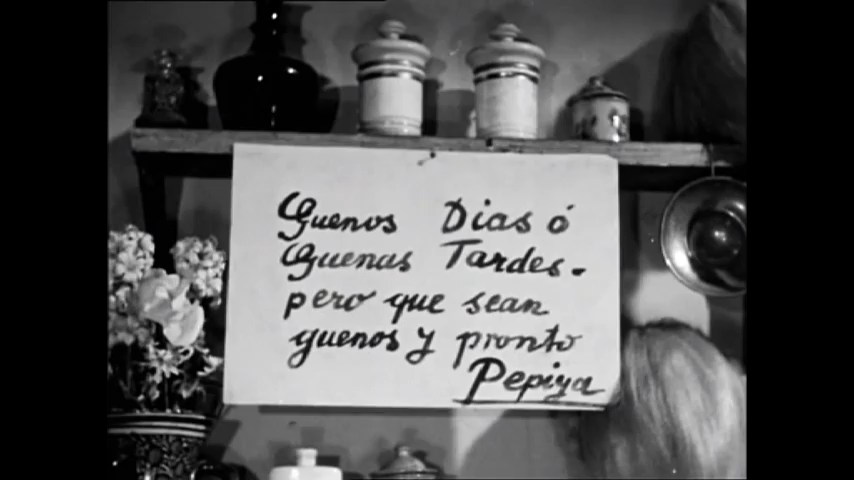 Guenos Dias ó
Guenas Tardes-
pero que sean
guenos y pronto
Pepiya